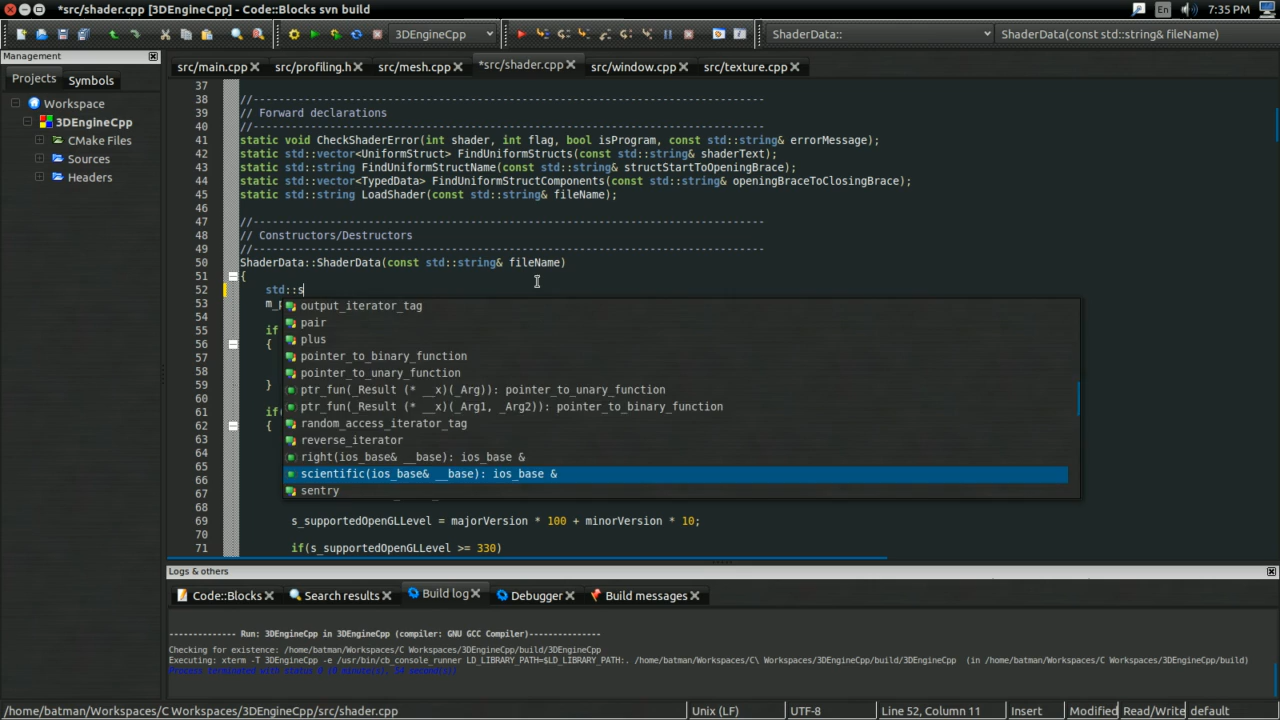 *src/shader.cpp [3DEngineCpp] - Code::Blocks svn build
En
7:35 PM
3DEngineCpp
ShaderData::
ShaderData(const std::string& fileName)
Management
Projects
Symbols
Workspace
3DEngineCpp
CMake Files
Sources
Headers
src/main.cpp
src/profiling.h
src/mesh.cpp
*src/shader.cpp
src/window.cpp
src/texture.cpp
37
38 //--------------------------------------------------------------------------------
39 // Forward declarations
40 //--------------------------------------------------------------------------------
41 static void CheckShaderError(int shader, int flag, bool isProgram, const std::string& errorMessage);
42 static std::vector<UniformStruct> FindUniformStructs(const std::string& shaderText);
43 static std::string FindUniformStructName(const std::string& structStartToOpeningBrace);
44 static std::vector<TypedData> FindUniformStructComponents(const std::string& openingBraceToClosingBrace);
45 static std::string LoadShader(const std::string& fileName);
46
47 //--------------------------------------------------------------------------------
48 // Constructors/Destructors
49 //--------------------------------------------------------------------------------
50 ShaderData::ShaderData(const std::string& fileName)
51 {
52 std::s
53
output_iterator_tag
54
pair
55 if
plus
56 {
pointer_to_binary_function
57
58
pointer_to_unary_function
59 }
ptr_fun(_Result (* __x)(_Arg)): pointer_to_unary_function
60
ptr_fun(_Result (* __x)(_Arg1, _Arg2)): pointer_to_binary_function
61 if(
random_access_iterator_tag
62 {
reverse_iterator
63
64
right(ios_base& __base): ios_base &
65
scientific(ios_base& __base): ios_base &
66
sentry
67
68
69 s_supportedOpenGLLevel = majorVersion * 100 + minorVersion * 10;
70
71 if(s_supportedOpenGLLevel >= 330)
Logs & others
Code::Blocks
Search results
Build log
Debugger
Build messages
-------------- Run: 3DEngineCpp in 3DEngineCpp (compiler: GNU GCC Compiler)---------------
Checking for existence: /home/batman/Workspaces/C Workspaces/3DEngineCpp/build/3DEngineCpp
Executing: xterm -T 3DEngineCpp -e /usr/bin/cb_console_runner LD_LIBRARY_PATH=$LD_LIBRARY_PATH:. /home/batman/Workspaces/C\ Workspaces/3DEngineCpp/build/3DEngineCpp (in /home/batman/Workspaces/C Workspaces/3DEngineCpp/build)
Process terminated with status 0 (0 minute(s), 54 second(s))
/home/batman/Workspaces/C Workspaces/3DEngineCpp/src/shader.cpp
Unix (LF)
UTF-8
Line 52, Column 11
Insert
Modified
Read/Write
default